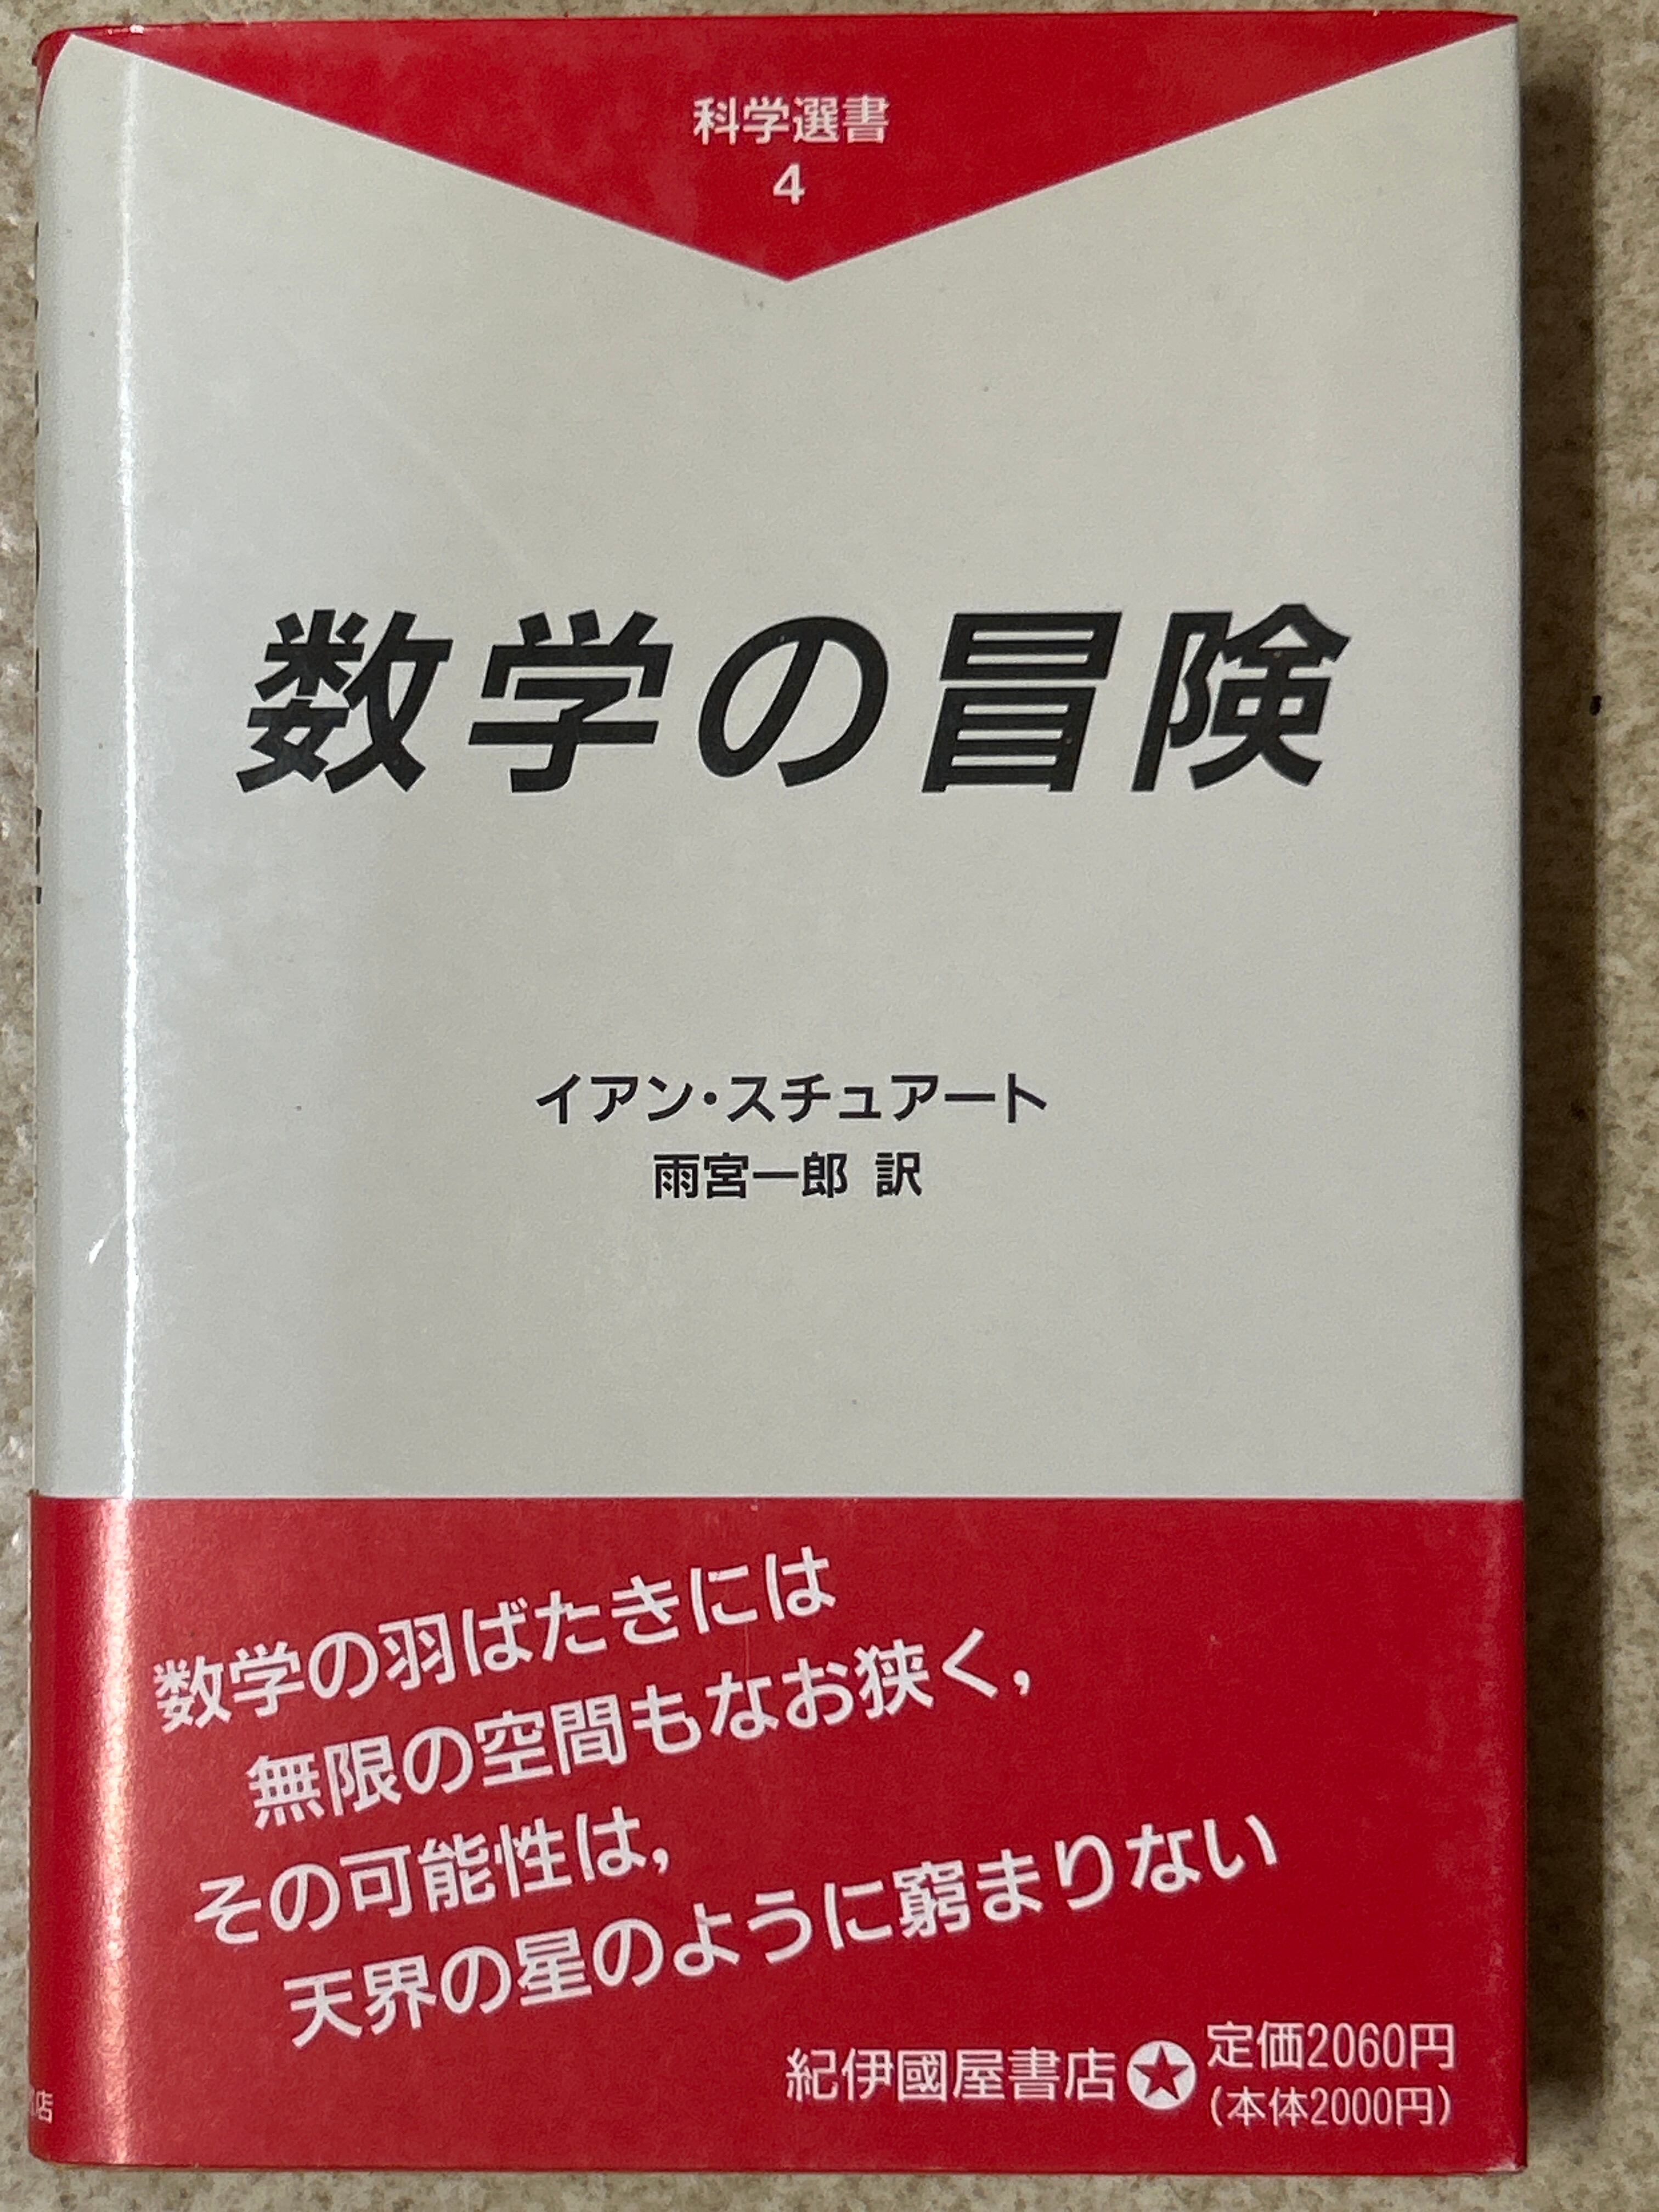 科学選書
4
数学の冒険
イアン・スチュアート
雨宮一郎 訳
数学の羽ばたきには
無限の空間もなお狭く,
その可能性は,
天界の星のように窮まりない
紀伊國屋書店
定価2060円
(本体2000円)
店